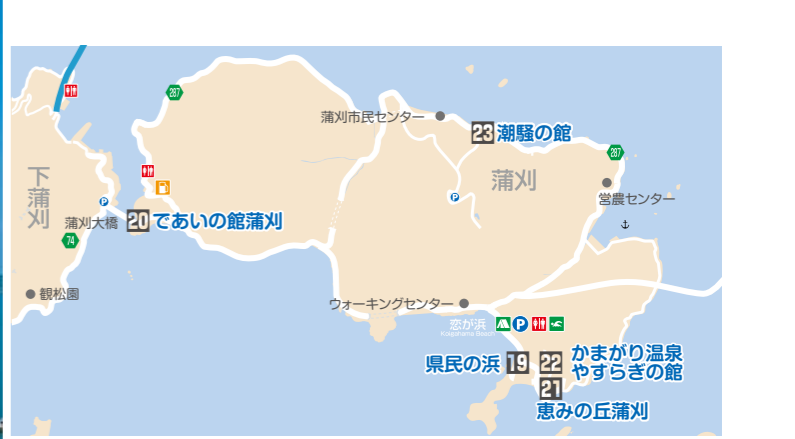 287
蒲刈市民センター
23 潮騒の館
287
下蒲刈
蒲刈
P
P
営農センター
蒲刈大橋
20 であいの館蒲刈
74
観松園
ウォーキングセンター
恋が浜
Koigahama Beach
P
県民の浜 19
22 かまがり温泉
やすらぎの館
21
恵みの丘蒲刈